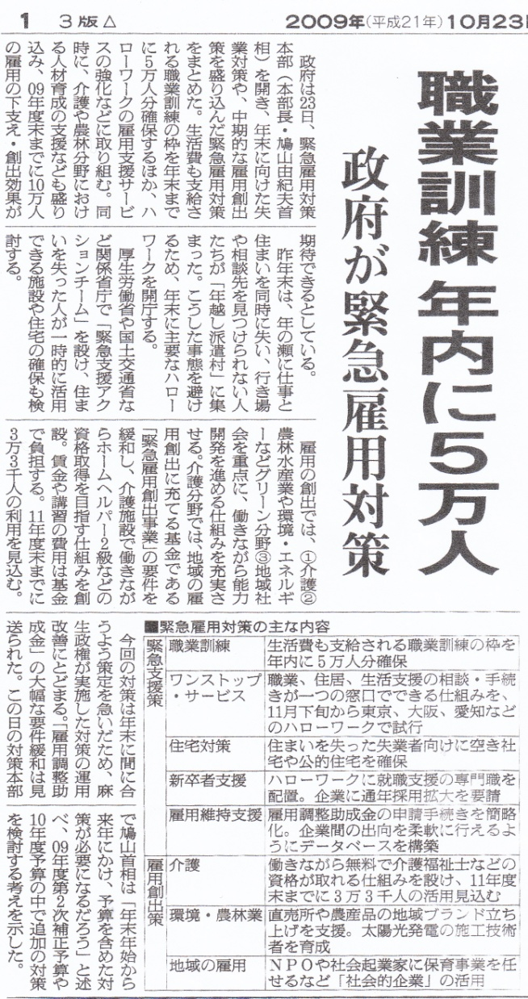 1　3版△
2009年(平成21年)10月23日
職業訓練 年内に5万人
政府が緊急雇用対策
政府は23日、緊急雇用対策
本部（本部長・鳩山由紀夫首
相）を開き、年末に向けた失
業対策や、中期的な雇用創出
策を盛り込んだ緊急雇用対策
をまとめた。生活費も支給さ
れる職業訓練の枠を年末まで
に5万人分確保するほか、ハ
ローワークの雇用支援サービ
スの強化などに取り組む。同
時に、介護や農林分野におけ
る人材育成の支援なども盛り
込み、09年度末までに10万人
の雇用の下支え・創出効果が
期待できるとしている。
昨年末は、年の瀬に仕事と
住まいを同時に失い、行き場
や相談先を見つけられない人
たちが「年越し派遣村」に集
まった。こうした事態を避け
るため、年末に主要なハロー
ワークを開庁する。
厚生労働省や国土交通省な
ど関係省庁で「緊急支援アク
ションチーム」を設け、住ま
いを失った人が一時的に活用
できる施設や住宅の確保も検
討する。
雇用の創出では、①介護②
農林水産業や環境・エネルギ
ーなどグリーン分野③地域社
会を重点に、働きながら能力
開発を進める仕組みを充実さ
せる。介護分野では、地域の雇
用創出に充てる基金である
「緊急雇用創出事業」の要件を
緩和し、介護施設で働きなが
らホームヘルパー2級などの
資格取得を目指す仕組みを創
設。賃金や講習の費用は基金
で負担する。11年度末までに
3万3千人の利用を見込む。
今回の対策は年末に間に合
うよう策定を急いだため、麻
生政権が実施した対策の運用
改善にとどまる。「雇用調整助
成金」の大幅な要件緩和は見
送られた。この日の対策本部
で鳩山首相は「年末年始から
来年にかけ、予算を含めた対
策が必要になるだろう」と述
べ、09年度第2次補正予算や
10年度予算の中で追加の対策
を検討する考えを示した。
■緊急雇用対策の主な内容
緊急支援策
職業訓練
生活費も支給される職業訓練の枠を
年内に5万人分確保
ワンストップ
・サービス
職業、住居、生活支援の相談・手続
きが一つの窓口でできる仕組みを、
11月下旬から東京、大阪、愛知など
のハローワークで試行
住宅対策
住まいを失った失業者向けに空き社
宅や公的住宅を確保
新卒者支援
ハローワークに就職支援の専門職を
配置。企業に通年採用拡大を要請
雇用維持支援
雇用調整助成金の申請手続きを簡略
化。企業間の出向を柔軟に行えるよ
うにデータベースを構築
雇用創出策
介護
働きながら無料で介護福祉士などの
資格が取れる仕組みを設け、11年度
末までに3万3千人の活用見込む
環境・農林業
直売所や農産品の地域ブランド立ち
上げを支援。太陽光発電の施工技術
者を育成
地域の雇用
NPOや社会起業家に保育事業を任
せるなど「社会的企業」の活用